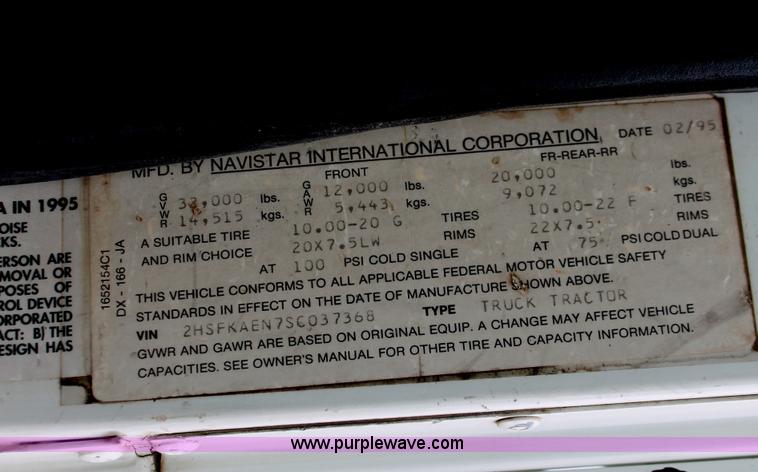 MFD. BY NAVISTAR INTERNATIONAL CORPORATION DATE 02/95
FRONT FR-REAR-RR
GVWR 32,000 lbs. GAWR 12,000 lbs. 20,000 lbs.
14,515 kgs. 5,443 kgs. 9,072 kgs.
A SUITABLE TIRE 10.00-20 G TIRES 10.00-22 F TIRES
AND RIM CHOICE 20X7.5LW RIMS 22X7.5 RIMS
AT 100 PSI COLD SINGLE AT 75 PSI COLD DUAL
THIS VEHICLE CONFORMS TO ALL APPLICABLE FEDERAL MOTOR VEHICLE SAFETY
STANDARDS IN EFFECT ON THE DATE OF MANUFACTURE SHOWN ABOVE.
VIN 2HSFKAEN7SC037368 TYPE TRUCK TRACTOR
GVWR AND GAWR ARE BASED ON ORIGINAL EQUIP. A CHANGE MAY AFFECT VEHICLE
CAPACITIES. SEE OWNER'S MANUAL FOR OTHER TIRE AND CAPACITY INFORMATION.
1652154C1
DX - 166 - JA
A IN 1995
OISE
CKS.
ERSON ARE
MOVAL OR
POSES OF
ROL DEVICE
ORPORATED
ACT: B) THE
ESIGN HAS
www.purplewave.com